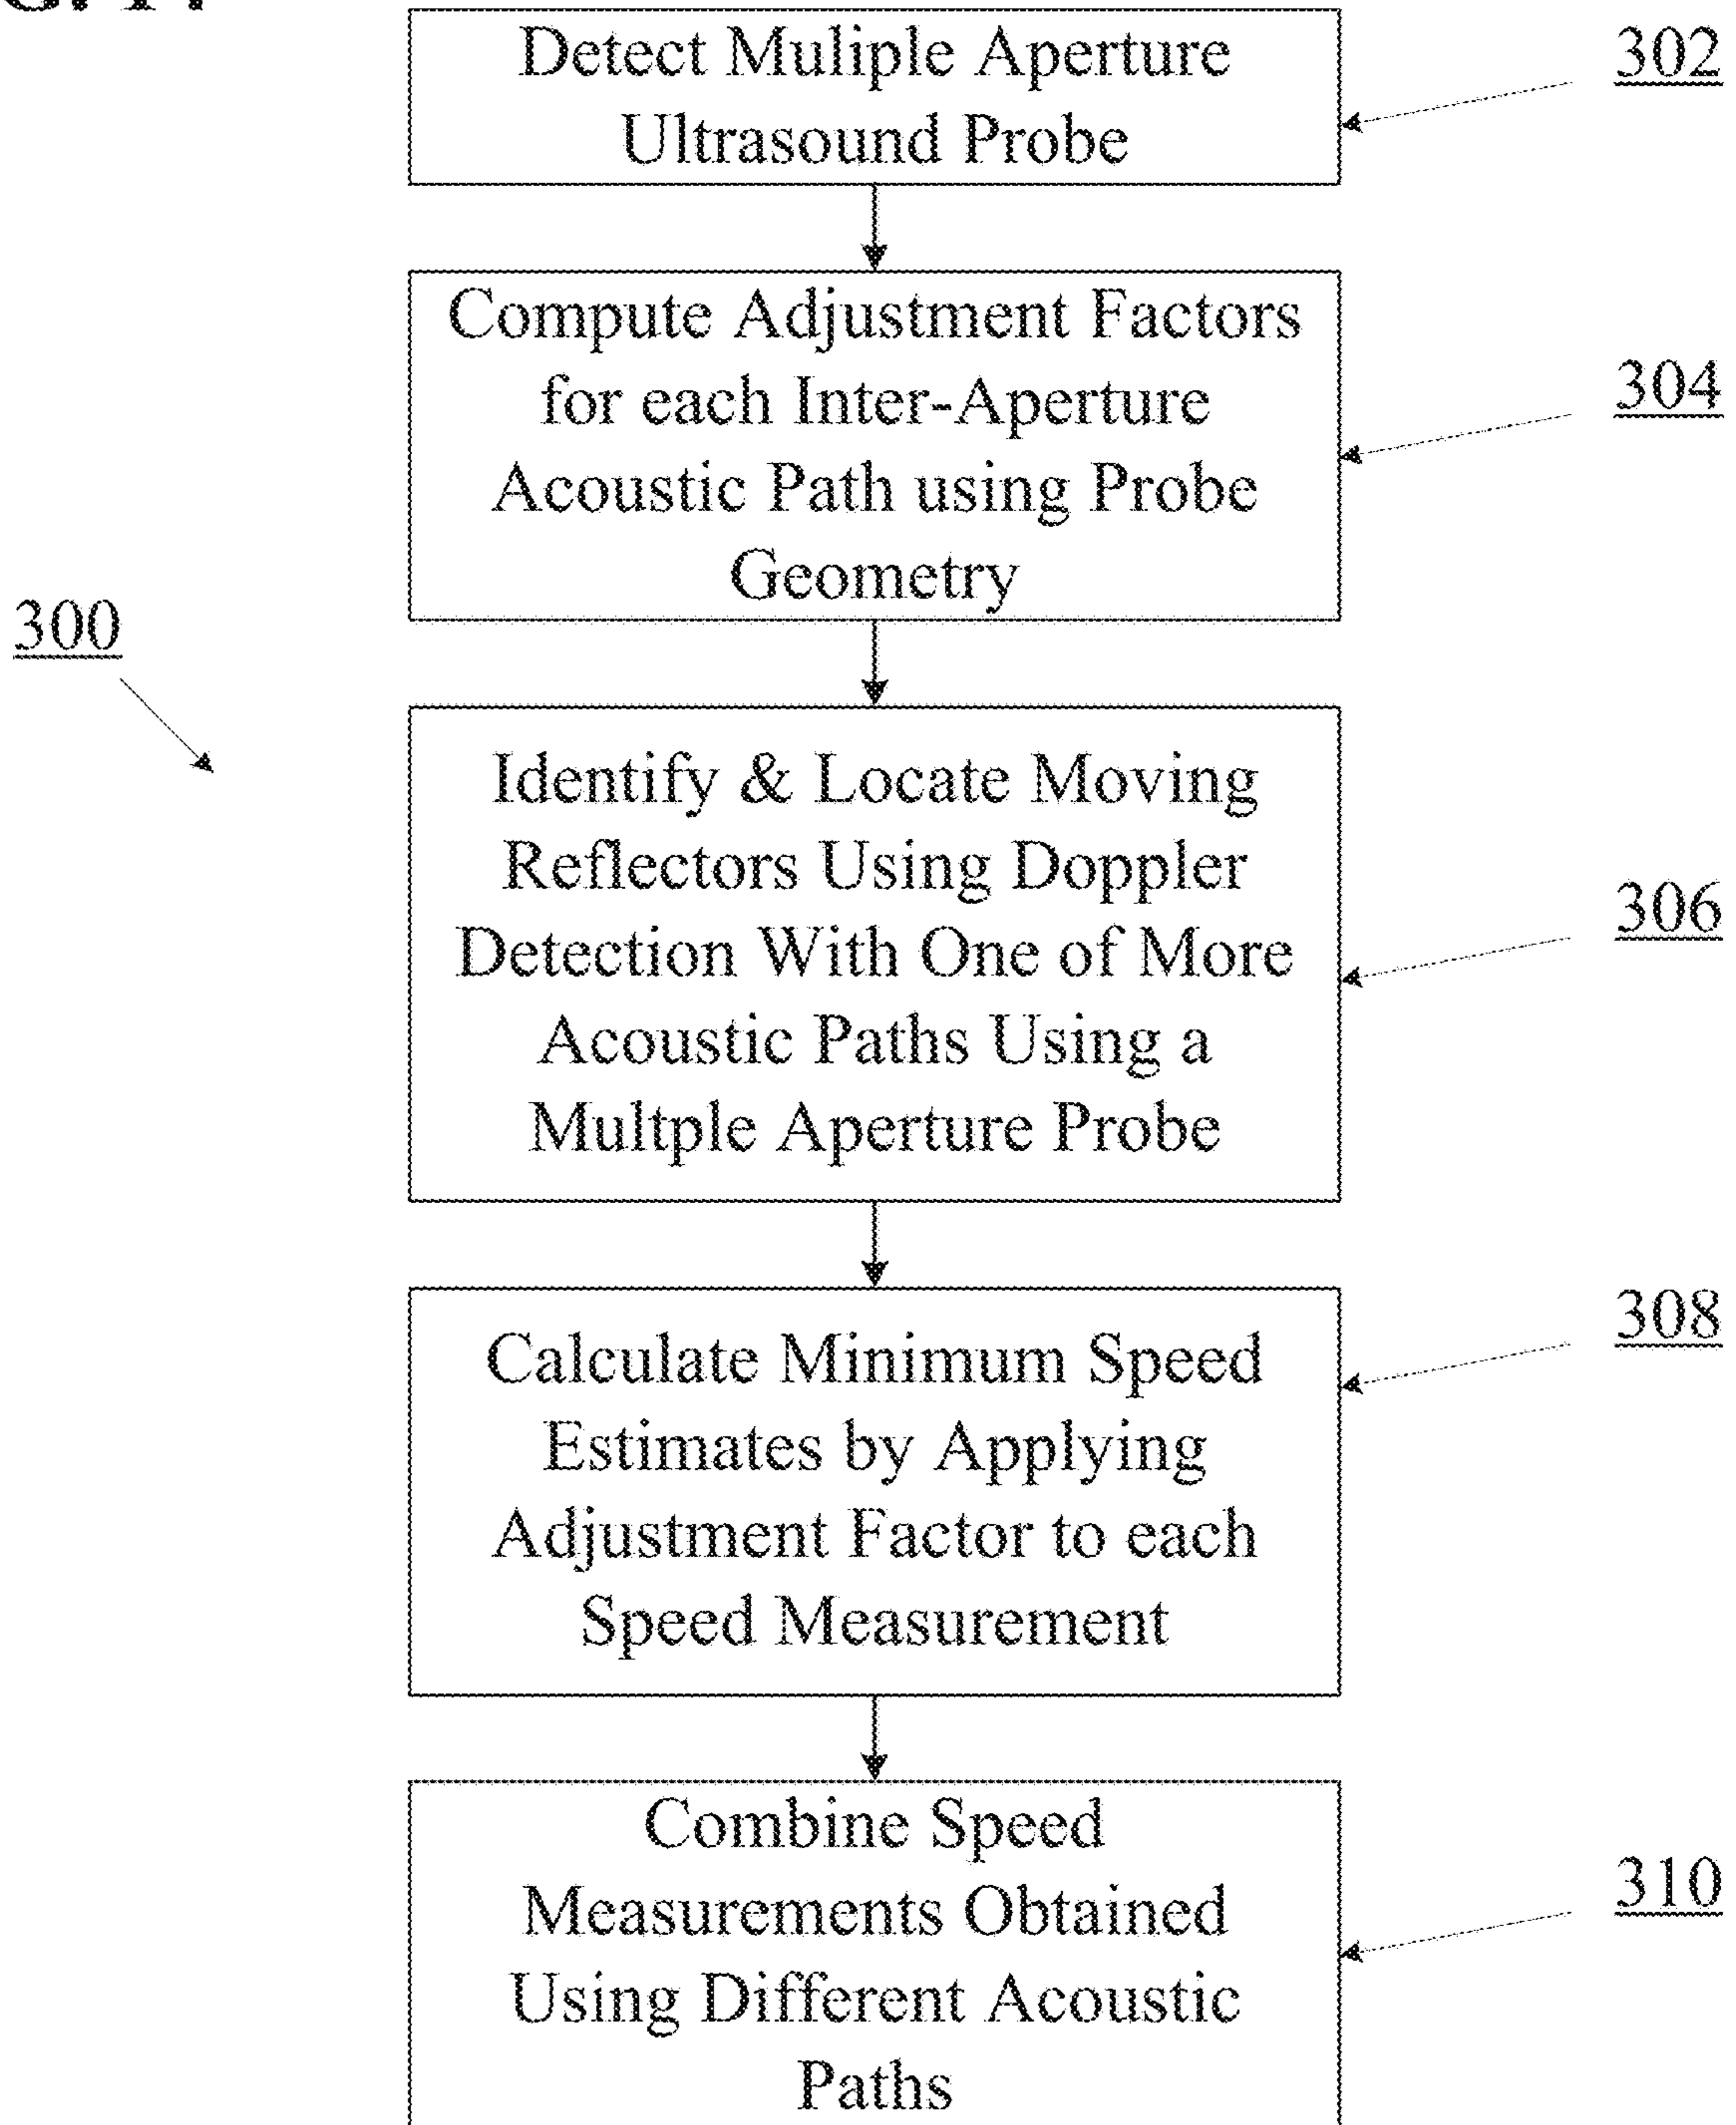 Detect Muliple Aperture
Ultrasound Probe
302
Compute Adjustment Factors
for each Inter-Aperture
Acoustic Path using Probe
Geometry
304
300
Identify & Locate Moving
Reflectors Using Doppler
Detection With One of More
Acoustic Paths Using a
Multple Aperture Probe
306
Calculate Minimum Speed
Estimates by Applying
Adjustment Factor to each
Speed Measurement
308
Combine Speed
Measurements Obtained
Using Different Acoustic
Paths
310